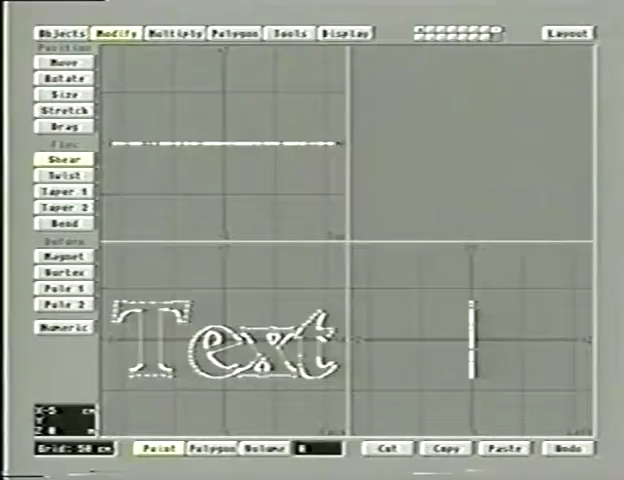 Objects Modify Multiply Polygon Tools Display Layout
Position
Move
Rotate
Size
Stretch
Drag
Shear
Twist
Taper 1
Taper 2
Bend
Deform
Magnet
Vortex
Pole 1
Pole 2
Numeric
Text
Grid: 50 cm Point Polygon Volume Cut Copy Paste Undo